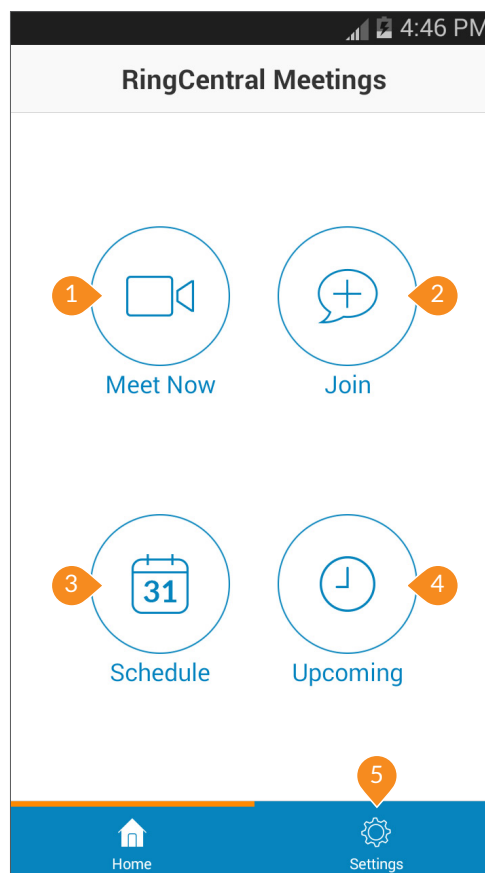 4:46 PM
RingCentral Meetings
1
2
Meet Now
Join
3
31
4
Schedule
Upcoming
5
Home
Settings